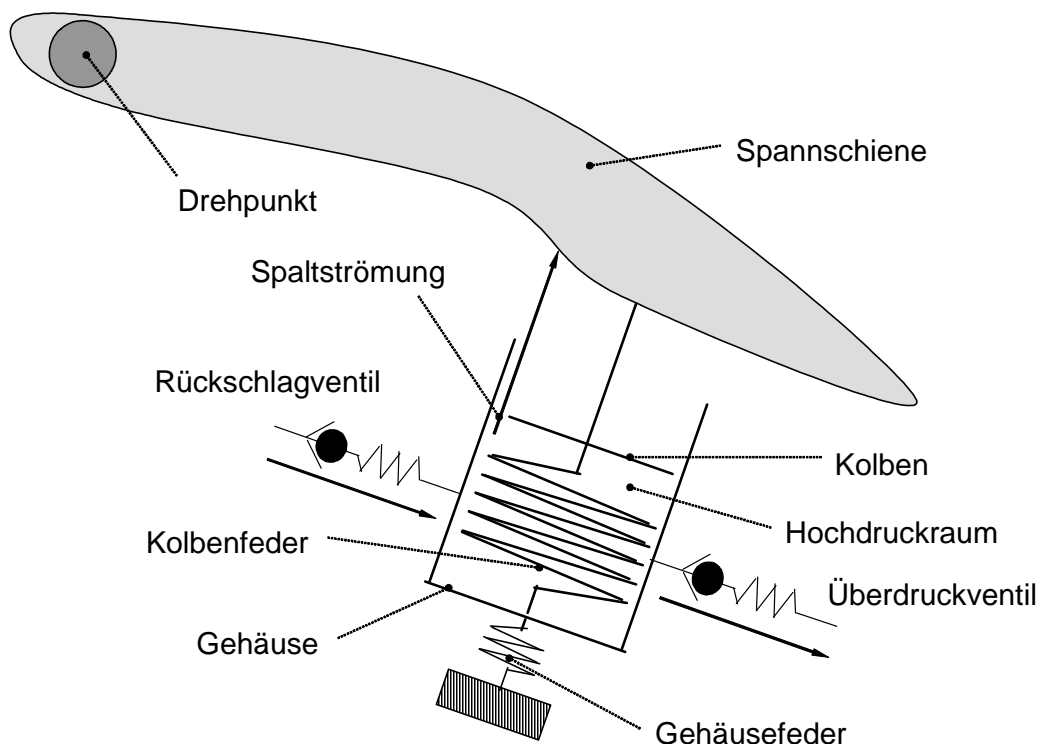 Spannschiene
Drehpunkt
Spaltströmung
Rückschlagventil
Kolben
Hochdruckraum
Kolbenfeder
Überdruckventil
Gehäuse
Gehäusefeder